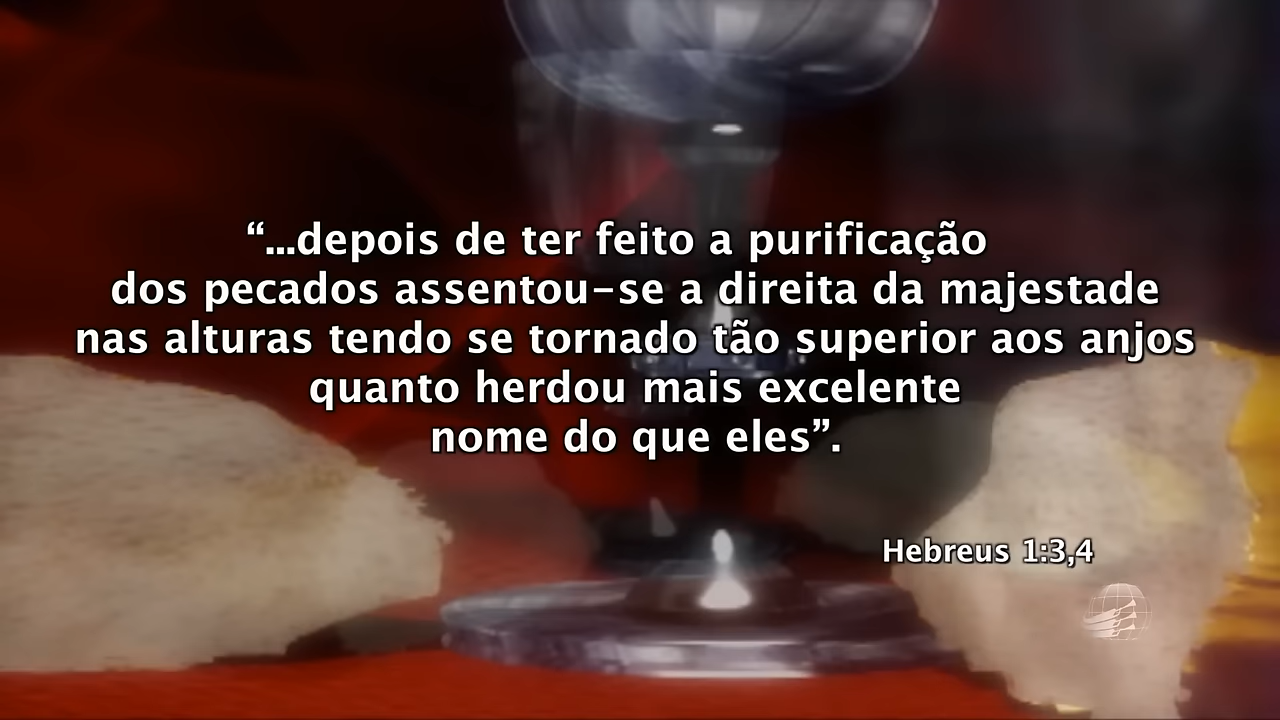 “...depois de ter feito a purificação
dos pecados assentou-se a direita da majestade
nas alturas tendo se tornado tão superior aos anjos
quanto herdou mais excelente
nome do que eles”.
Hebreus 1:3,4